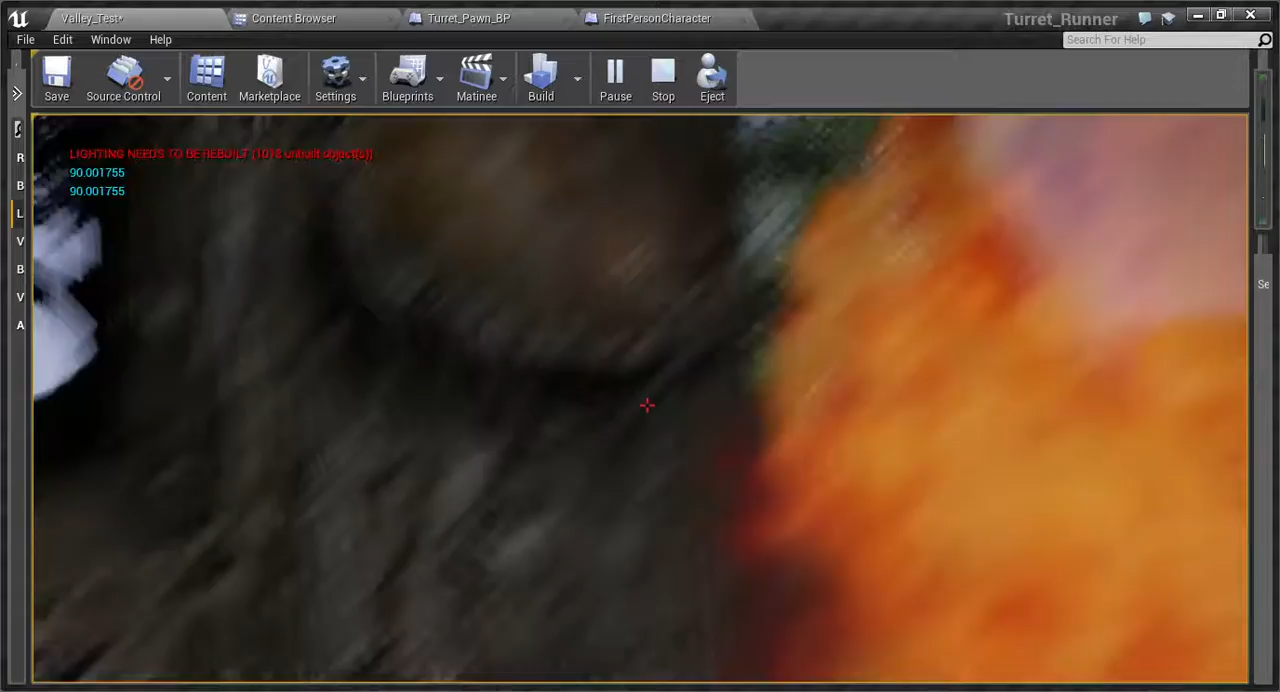 Valley_Test*
Content Browser
Turret_Pawn_BP
FirstPersonCharacter
Turret_Runner
File
Edit
Window
Help
Search For Help
Save
Source Control
Content
Marketplace
Settings
Blueprints
Matinee
Build
Pause
Stop
Eject
LIGHTING NEEDS TO BE REBUILT (1018 unbuilt object(s))
90.001755
90.001755
R
B
L
V
B
V
A
Se